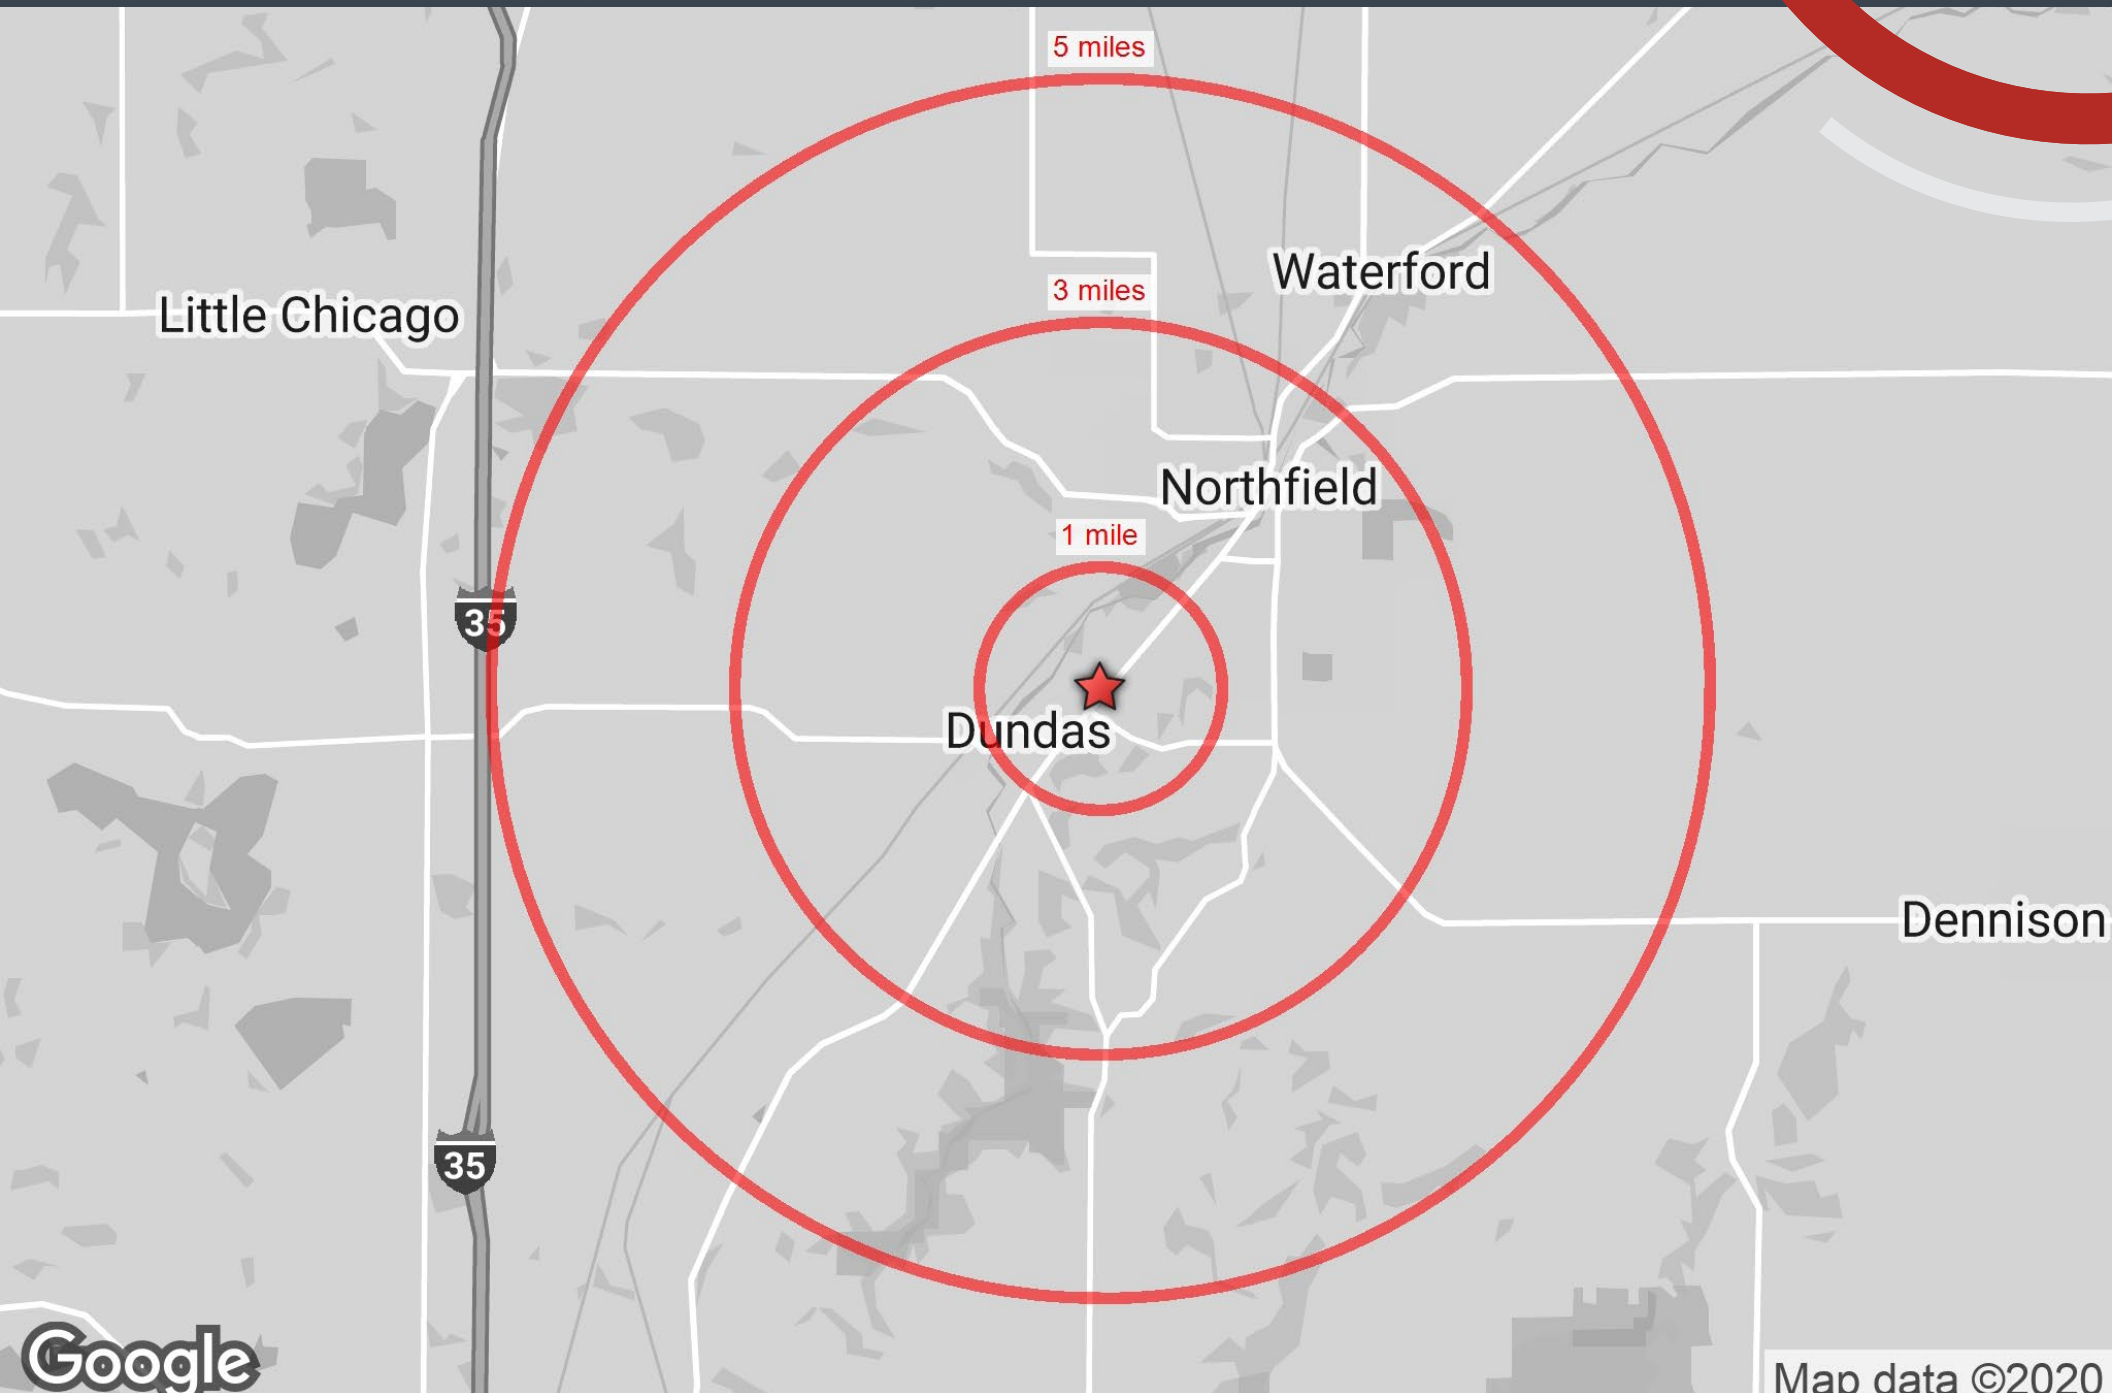 5 miles
Waterford
3 miles
Little Chicago
Northfield
1 mile
35
Dundas
Dennison
35
Google
Map data ©2020